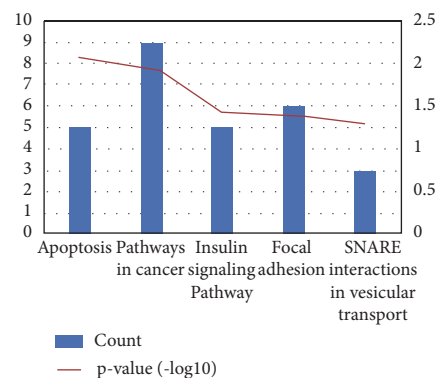 10
9
8
7
6
5
4
3
2
1
0
2.5
2
1.5
1
0.5
0
Apoptosis
Pathways
in cancer
Insulin
signaling
Pathway
Focal
adhesion
SNARE
interactions
in vesicular
transport
Count
p-value (-log10)